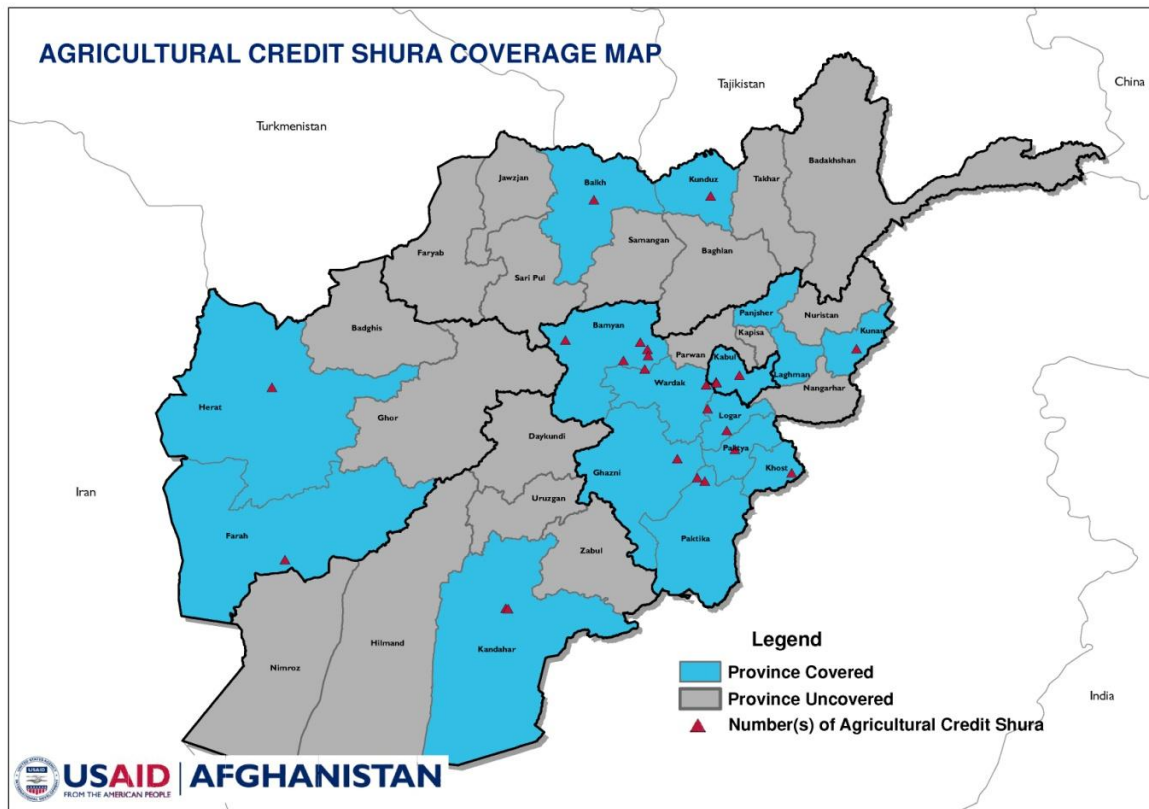 AGRICULTURAL CREDIT SHURA COVERAGE MAP
Tajikistan
China
Turkmenistan
Badakhshan
Jawzjan
Balkh
Kunduz
Takhar
Faryab
Samangan
Baghlan
Sari Pul
Badghis
Panjsher
Nuristan
Bamyan
Kapisa
Kunar
Parwan
Kabul
Laghman
Wardak
Nangarhar
Herat
Ghor
Logar
Daykundi
Paktya
Ghazni
Khost
Iran
Uruzgan
Farah
Paktika
Zabul
Hilmand
Kandahar
Nimroz
India
Legend
Province Covered
Province Uncovered
Number(s) of Agricultural Credit Shura
USAID
FROM THE AMERICAN PEOPLE
AFGHANISTAN